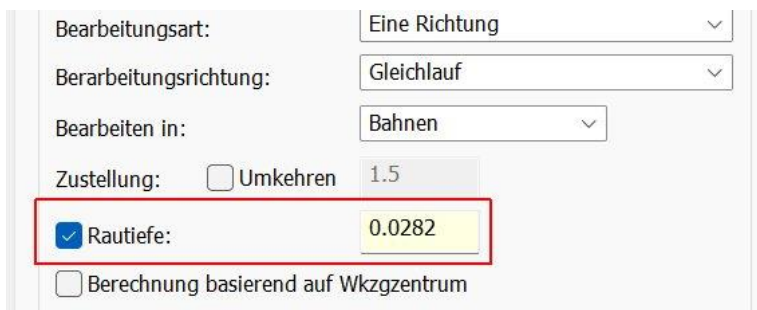 Bearbeitungsart: Eine Richtung
Berarbeitungsrichtung: Gleichlauf
Bearbeiten in: Bahnen
Zustellung: Umkehren 1.5
Rautiefe: 0.0282
Berechnung basierend auf Wkzgzentrum